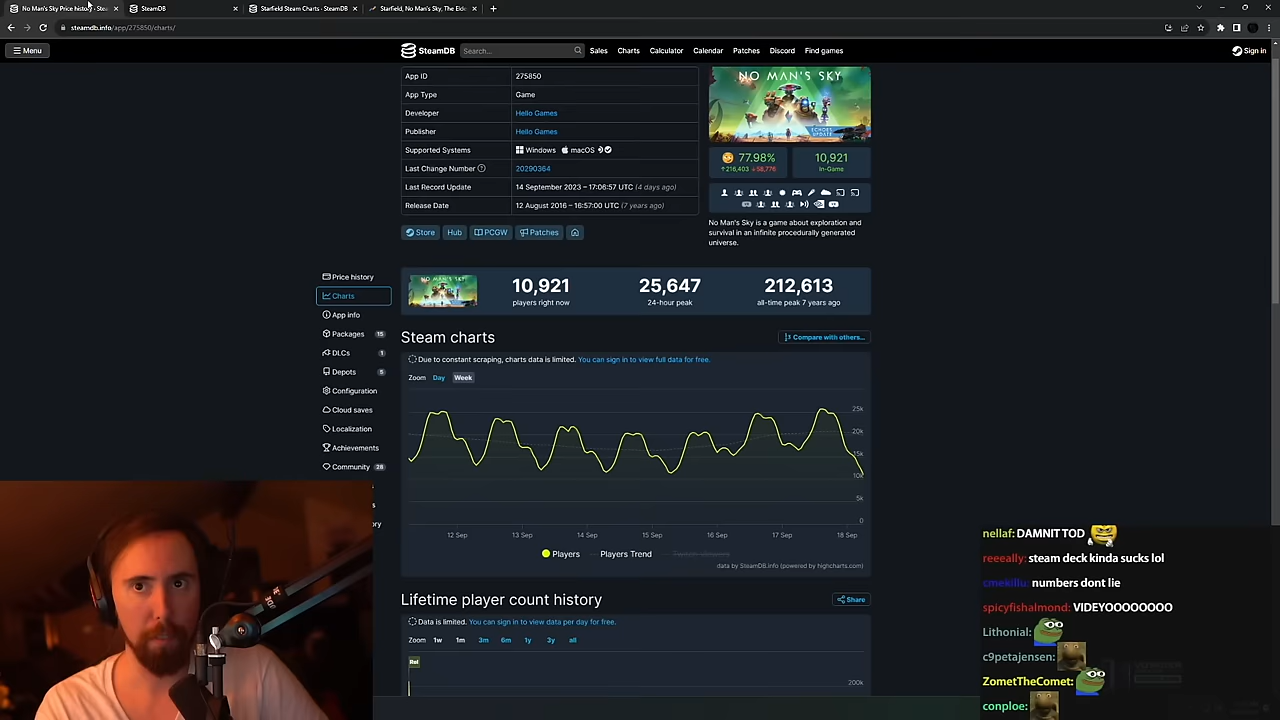 No Man's Sky Price history · Stea
SteamDB
Starfield Steam Charts · SteamDB
Starfield, No Man's Sky, The Elde
steamdb.info/app/275850/charts/
Menu
SteamDB
Search...
Sales
Charts
Calculator
Calendar
Patches
Discord
Find games
Sign in
App ID 275850
App Type Game
Developer Hello Games
Publisher Hello Games
Supported Systems Windows macOS
Last Change Number 20290364
Last Record Update 14 September 2023 – 17:06:57 UTC (4 days ago)
Release Date 12 August 2016 – 16:57:00 UTC (7 years ago)
NO MAN'S SKY
ECHOES UPDATE
77.98%
↑216,403 ↓58,776
10,921
In-Game
No Man's Sky is a game about exploration and
survival in an infinite procedurally generated
universe.
Store
Hub
PCGW
Patches
Price history
Charts
App info
Packages 15
DLCs 1
Depots 5
Configuration
Cloud saves
Localization
Achievements
Community 28
10,921
players right now
25,647
24-hour peak
212,613
all-time peak 7 years ago
Steam charts
Compare with others...
Due to constant scraping, charts data is limited. You can sign in to view full data for free.
Zoom Day Week
25k
20k
15k
10k
5k
0
12 Sep 13 Sep 14 Sep 15 Sep 16 Sep 17 Sep 18 Sep
Players
Players Trend
Twitch Viewers
data by SteamDB.info (powered by highcharts.com)
Lifetime player count history
Share
Data is limited. You can sign in to view data per day for free.
Zoom 1w 1m 3m 6m 1y 3y all
Rel
200k
nellaf: DAMNIT TOD
reeeally: steam deck kinda sucks lol
cmekillu: numbers dont lie
spicyfishalmond: VIDEYOOOOOOOO
Lithonial:
c9petajensen:
ZometTheComet:
conploe: